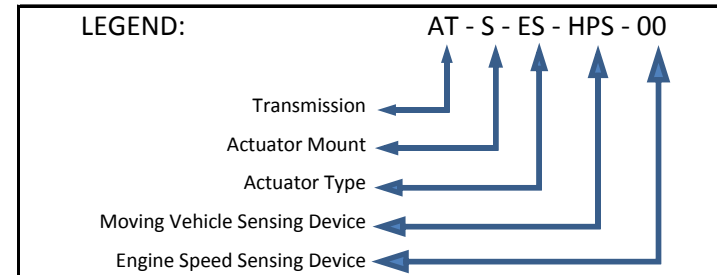 LEGEND: AT - S - ES - HPS - 00
Transmission
Actuator Mount
Actuator Type
Moving Vehicle Sensing Device
Engine Speed Sensing Device